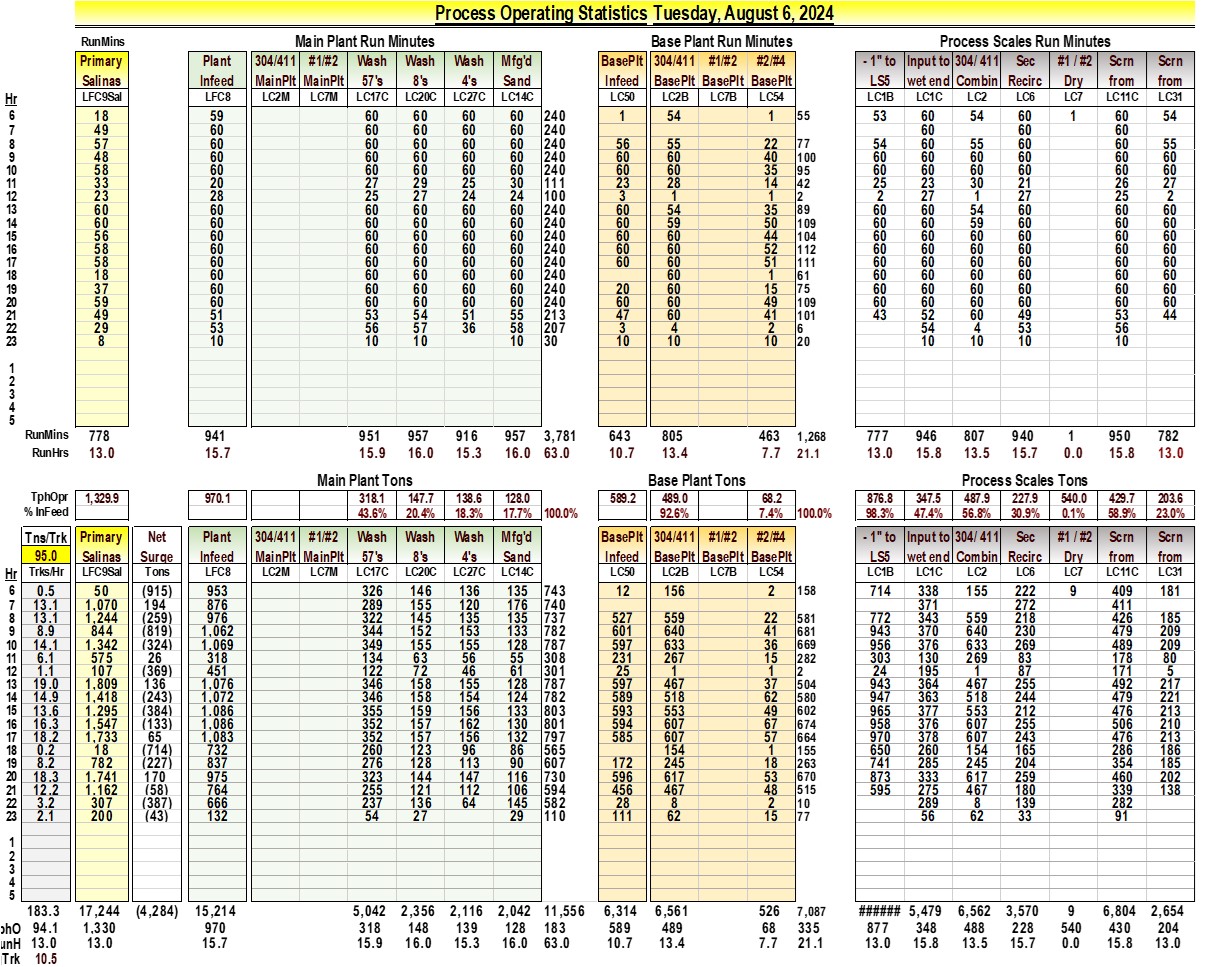 Process Operating Statistics Tuesday, August 6, 2024
RunMins Main Plant Run Minutes Base Plant Run Minutes Process Scales Run Minutes
Primary Plant 304/411 #1/#2 Wash Wash Wash Mfg'd BasePlt 304/411 #1/#2 #2/#4 - 1" to Input to 304/ 411 Sec #1 / #2 Scrn Scrn
Salinas Infeed MainPlt MainPlt 57's 8's 4's Sand Infeed BasePlt BasePlt BasePlt LS5 wet end Combin Recirc Dry from from
Hr LFC9Sal LFC8 LC2M LC7M LC17C LC20C LC27C LC14C LC50 LC2B LC7B LC54 LC1B LC1C LC2 LC6 LC7 LC11C LC31
6 18 59 60 60 60 60 240 1 54 1 55 53 60 54 60 1 60 54
7 49 60 60 60 60 60 240 60 60 60
8 57 60 60 60 60 60 240 56 55 22 77 54 60 55 60 60 55
9 48 60 60 60 60 60 240 60 60 40 100 60 60 60 60 60 60
10 58 60 60 60 60 60 240 60 60 35 95 60 60 60 60 60 60
11 33 20 27 29 25 30 111 23 28 14 42 25 23 30 21 26 27
12 23 28 25 27 24 24 100 3 1 1 2 2 27 1 27 25 2
13 60 60 60 60 60 60 240 60 54 35 89 60 60 54 60 60 60
14 60 60 60 60 60 60 240 60 59 50 109 60 60 59 60 60 60
15 56 60 60 60 60 60 240 60 60 44 104 60 60 60 60 60 60
16 58 60 60 60 60 60 240 60 60 52 112 60 60 60 60 60 60
17 58 60 60 60 60 60 240 60 60 51 111 60 60 60 60 60 60
18 18 60 60 60 60 60 240 60 1 61 60 60 60 60 60 60
19 37 60 60 60 60 60 240 20 60 15 75 60 60 60 60 60 60
20 59 60 60 60 60 60 240 60 60 49 109 60 60 60 60 60 60
21 49 51 53 54 51 55 213 47 60 41 101 43 52 60 49 53 44
22 29 53 56 57 36 58 207 3 4 2 6 54 4 53 56
23 8 10 10 10 10 30 10 10 10 20 10 10 10 10
1
2
3
4
5
RunMins 778 941 951 957 916 957 3,781 643 805 463 1,268 777 946 807 940 1 950 782
RunHrs 13.0 15.7 15.9 16.0 15.3 16.0 63.0 10.7 13.4 7.7 21.1 13.0 15.8 13.5 15.7 0.0 15.8 13.0
Main Plant Tons Base Plant Tons Process Scales Tons
TphOpr 1,329.9 970.1 318.1 147.7 138.6 128.0 589.2 489.0 68.2 876.8 347.5 487.9 227.9 540.0 429.7 203.6
% InFeed 43.6% 20.4% 18.3% 17.7% 100.0% 92.6% 7.4% 100.0% 98.3% 47.4% 56.8% 30.9% 0.1% 58.9% 23.0%
Tns/Trk Primary Net Plant 304/411 #1/#2 Wash Wash Wash Mfg'd BasePlt 304/411 #1/#2 #2/#4 - 1" to Input to 304/ 411 Sec #1 / #2 Scrn Scrn
95.0 Salinas Surge Infeed MainPlt MainPlt 57's 8's 4's Sand Infeed BasePlt BasePlt BasePlt LS5 wet end Combin Recirc Dry from from
Hr Trks/Hr LFC9Sal Tons LFC8 LC2M LC7M LC17C LC20C LC27C LC14C LC50 LC2B LC7B LC54 LC1B LC1C LC2 LC6 LC7 LC11C LC31
6 0.5 50 (915) 953 326 146 136 135 743 12 156 2 158 714 338 155 222 9 409 181
7 13.1 1,070 194 876 289 155 120 176 740 371 272 411
8 13.1 1,244 (259) 976 322 145 135 135 737 527 559 22 581 772 343 559 218 426 185
9 8.9 844 (819) 1,062 344 152 153 133 782 601 640 41 681 943 370 640 230 479 209
10 14.1 1,342 (324) 1,069 349 155 155 128 787 597 633 36 669 956 376 633 269 489 209
11 6.1 575 26 318 134 63 56 55 308 231 267 15 282 303 130 269 83 178 80
12 1.1 107 (369) 451 122 72 46 61 301 25 1 1 2 24 195 1 87 171 5
13 19.0 1,809 136 1,076 346 158 155 128 787 597 467 37 504 943 364 467 255 492 217
14 14.9 1,418 (243) 1,072 346 158 154 124 782 589 518 62 580 947 363 518 244 479 221
15 13.6 1,295 (384) 1,086 355 159 156 133 803 593 553 49 602 965 377 553 212 476 213
16 16.3 1,547 (133) 1,086 352 157 162 130 801 594 607 67 674 958 376 607 255 506 210
17 18.2 1,733 65 1,083 352 157 156 132 797 585 607 57 664 970 378 607 243 476 213
18 0.2 18 (714) 732 260 123 96 86 565 154 1 155 650 260 154 165 286 186
19 8.2 782 (227) 837 276 128 113 90 607 172 245 18 263 741 285 245 204 354 185
20 18.3 1,741 170 975 323 144 147 116 730 596 617 53 670 873 333 617 259 460 202
21 12.2 1,162 (58) 764 255 121 112 106 594 456 467 48 515 595 275 467 180 339 138
22 3.2 307 (387) 666 237 136 64 145 582 28 8 2 10 289 8 139 282
23 2.1 200 (43) 132 54 27 29 110 111 62 15 77 56 62 33 91
1
2
3
4
5
183.3 17,244 (4,284) 15,214 5,042 2,356 2,116 2,042 11,556 6,314 6,561 526 7,087 ###### 5,479 6,562 3,570 9 6,804 2,654
phO 94.1 1,330 970 318 148 139 128 183 589 489 68 335 877 348 488 228 540 430 204
unH 13.0 13.0 15.7 15.9 16.0 15.3 16.0 63.0 10.7 13.4 7.7 21.1 13.0 15.8 13.5 15.7 0.0 15.8 13.0
Trk 10.5